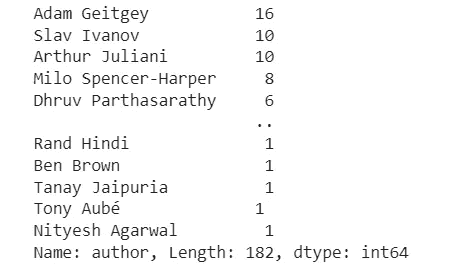 Adam Geitgey 16
Slav Ivanov 10
Arthur Juliani 10
Milo Spencer-Harper 8
Dhruv Parthasarathy 6
..
Rand Hindi 1
Ben Brown 1
Tanay Jaipuria 1
Tony Aubé 1
Nityesh Agarwal 1
Name: author, Length: 182, dtype: int64